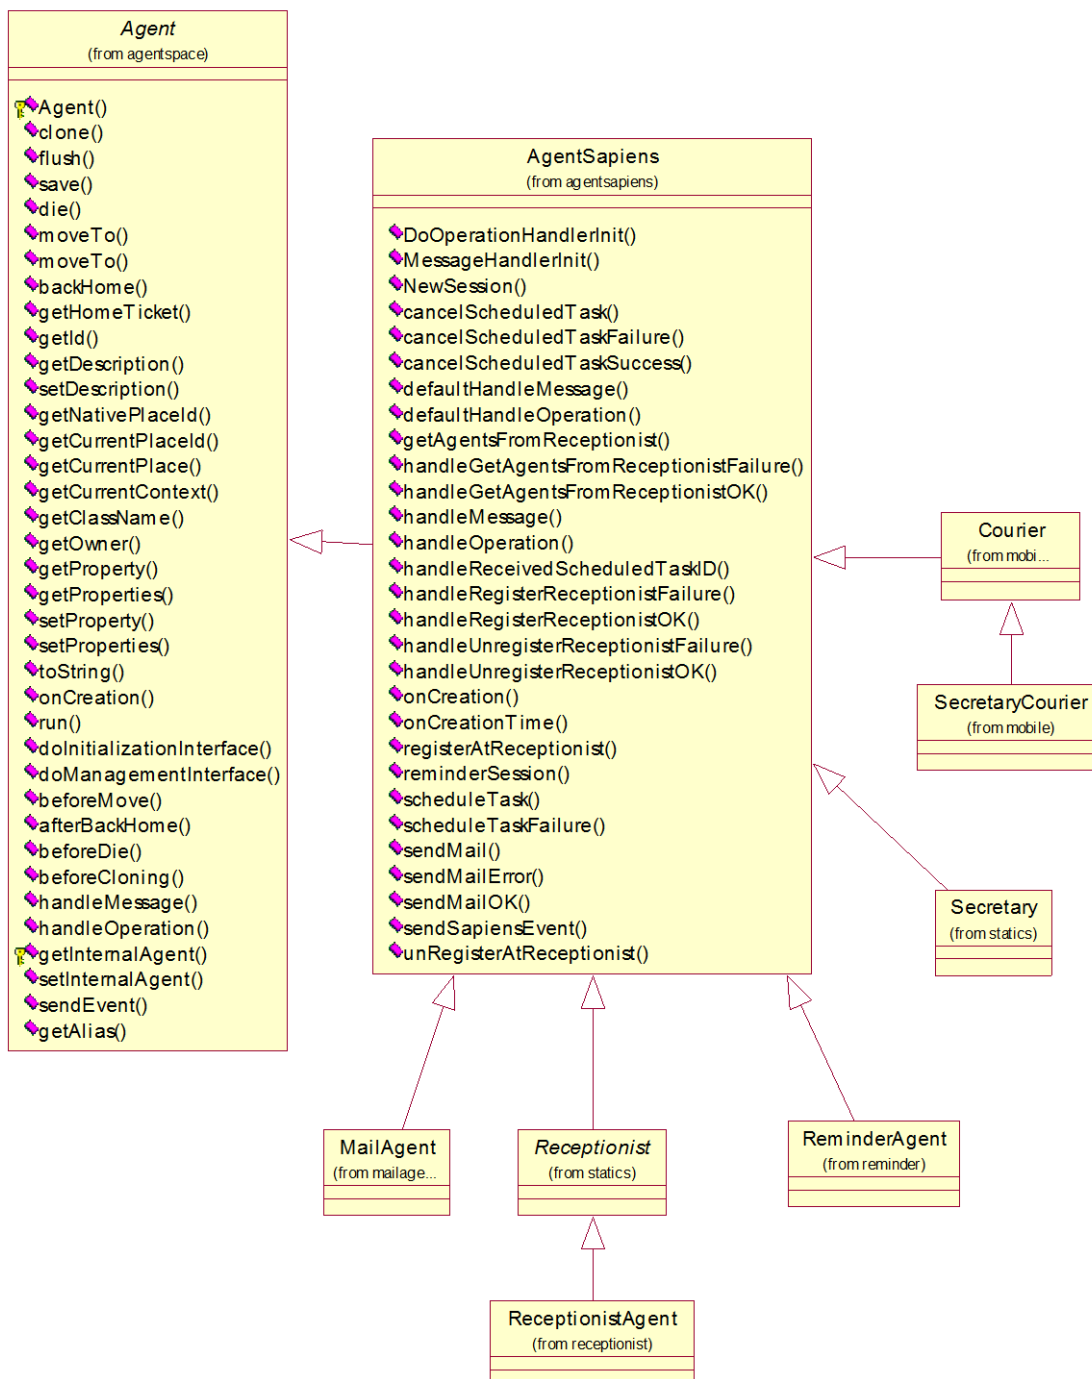 Agent
(from agentspace)
Agent()
clone()
flush()
save()
die()
moveTo()
moveTo()
backHome()
getHomeTicket()
getId()
getDescription()
setDescription()
getNativePlaceId()
getCurrentPlaceId()
getCurrentPlace()
getCurrentContext()
getClassName()
getOwner()
getProperty()
getProperties()
setProperty()
setProperties()
toString()
onCreation()
run()
doInitializationInterface()
doManagementInterface()
beforeMove()
afterBackHome()
beforeDie()
beforeCloning()
handleMessage()
handleOperation()
getInternalAgent()
setInternalAgent()
sendEvent()
getAlias()
AgentSapiens
(from agentsapiens)
DoOperationHandlerInit()
MessageHandlerInit()
NewSession()
cancelScheduledTask()
cancelScheduledTaskFailure()
cancelScheduledTaskSuccess()
defaultHandleMessage()
defaultHandleOperation()
getAgentsFromReceptionist()
handleGetAgentsFromReceptionistFailure()
handleGetAgentsFromReceptionistOK()
handleMessage()
handleOperation()
handleReceivedScheduledTaskID()
handleRegisterReceptionistFailure()
handleRegisterReceptionistOK()
handleUnregisterReceptionistFailure()
handleUnregisterReceptionistOK()
onCreation()
onCreationTime()
registerAtReceptionist()
reminderSession()
scheduleTask()
scheduleTaskFailure()
sendMail()
sendMailError()
sendMailOK()
sendSapiensEvent()
unRegisterAtReceptionist()
Courier
(from mobi...
SecretaryCourier
(from mobile)
Secretary
(from statics)
MailAgent
(from mailage...
Receptionist
(from statics)
ReminderAgent
(from reminder)
ReceptionistAgent
(from receptionist)